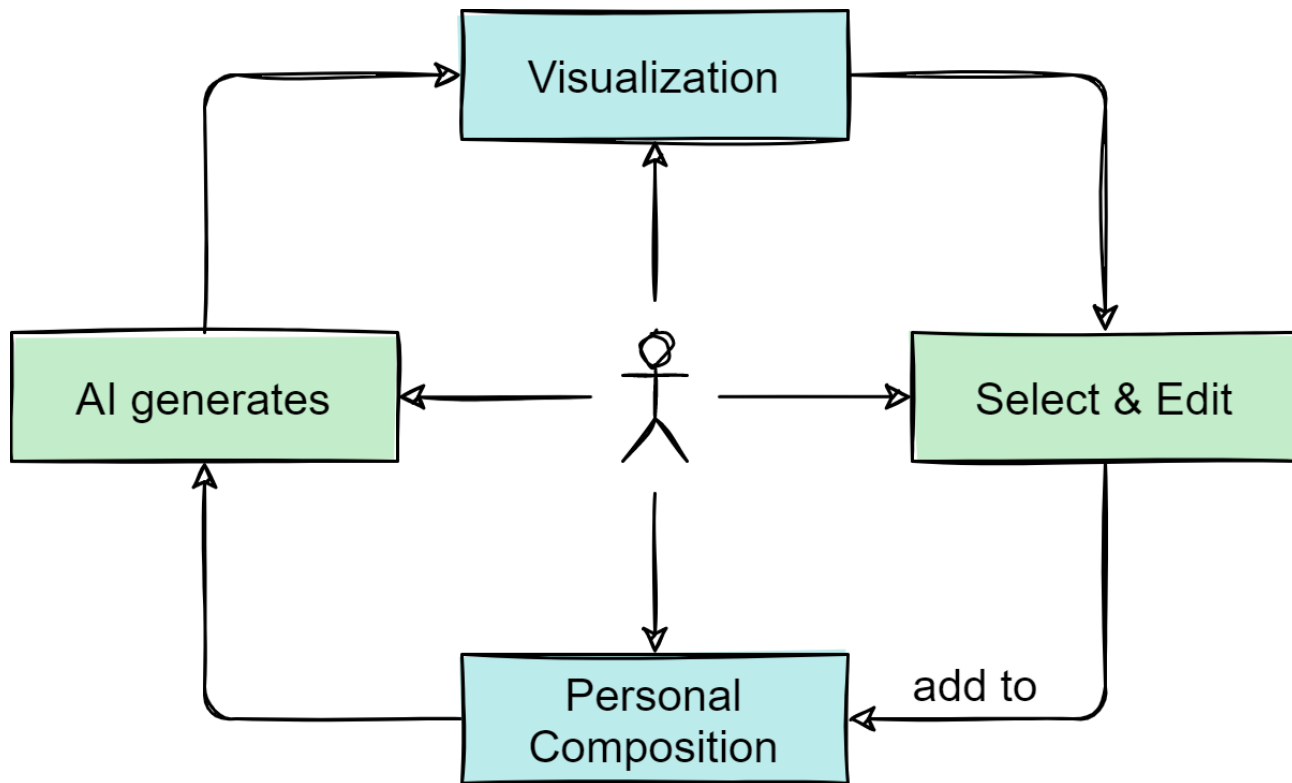 Visualization
AI generates
Select & Edit
add to
Personal
Composition